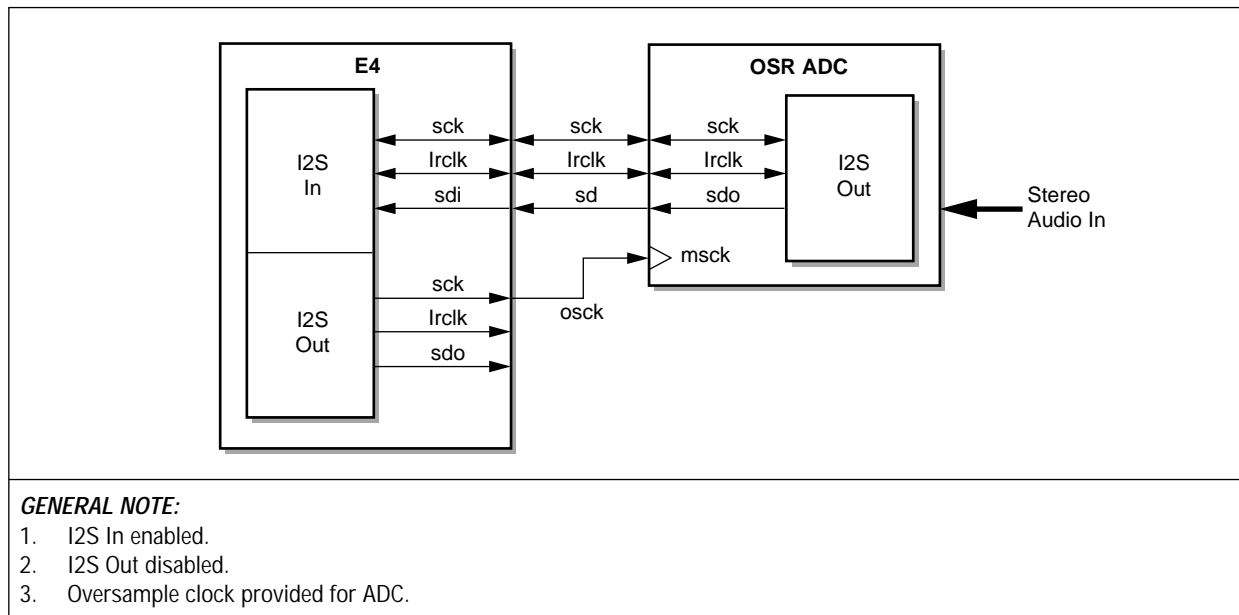 E4
OSR ADC
sck
sck
sck
lrclk
lrclk
lrclk
I2S
In
I2S
Out
sdi
sd
sdo
Stereo
Audio In
msck
sck
osck
I2S
Out
lrclk
sdo
GENERAL NOTE:
1. I2S In enabled.
2. I2S Out disabled.
3. Oversample clock provided for ADC.